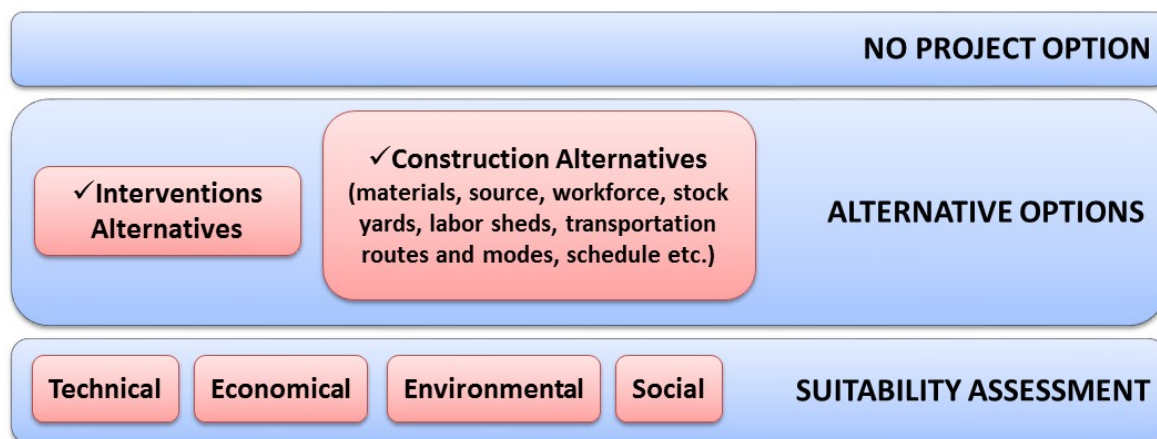 NO PROJECT OPTION
✓Interventions
Alternatives
✓Construction Alternatives
(materials, source, workforce, stock
yards, labor sheds, transportation
routes and modes, schedule etc.)
ALTERNATIVE OPTIONS
Technical
Economical
Environmental
Social
SUITABILITY ASSESSMENT